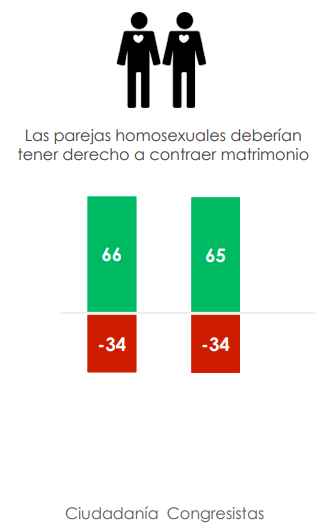 Las parejas homosexuales deberían
tener derecho a contraer matrimonio
66 65
-34 -34
Ciudadanía Congresistas